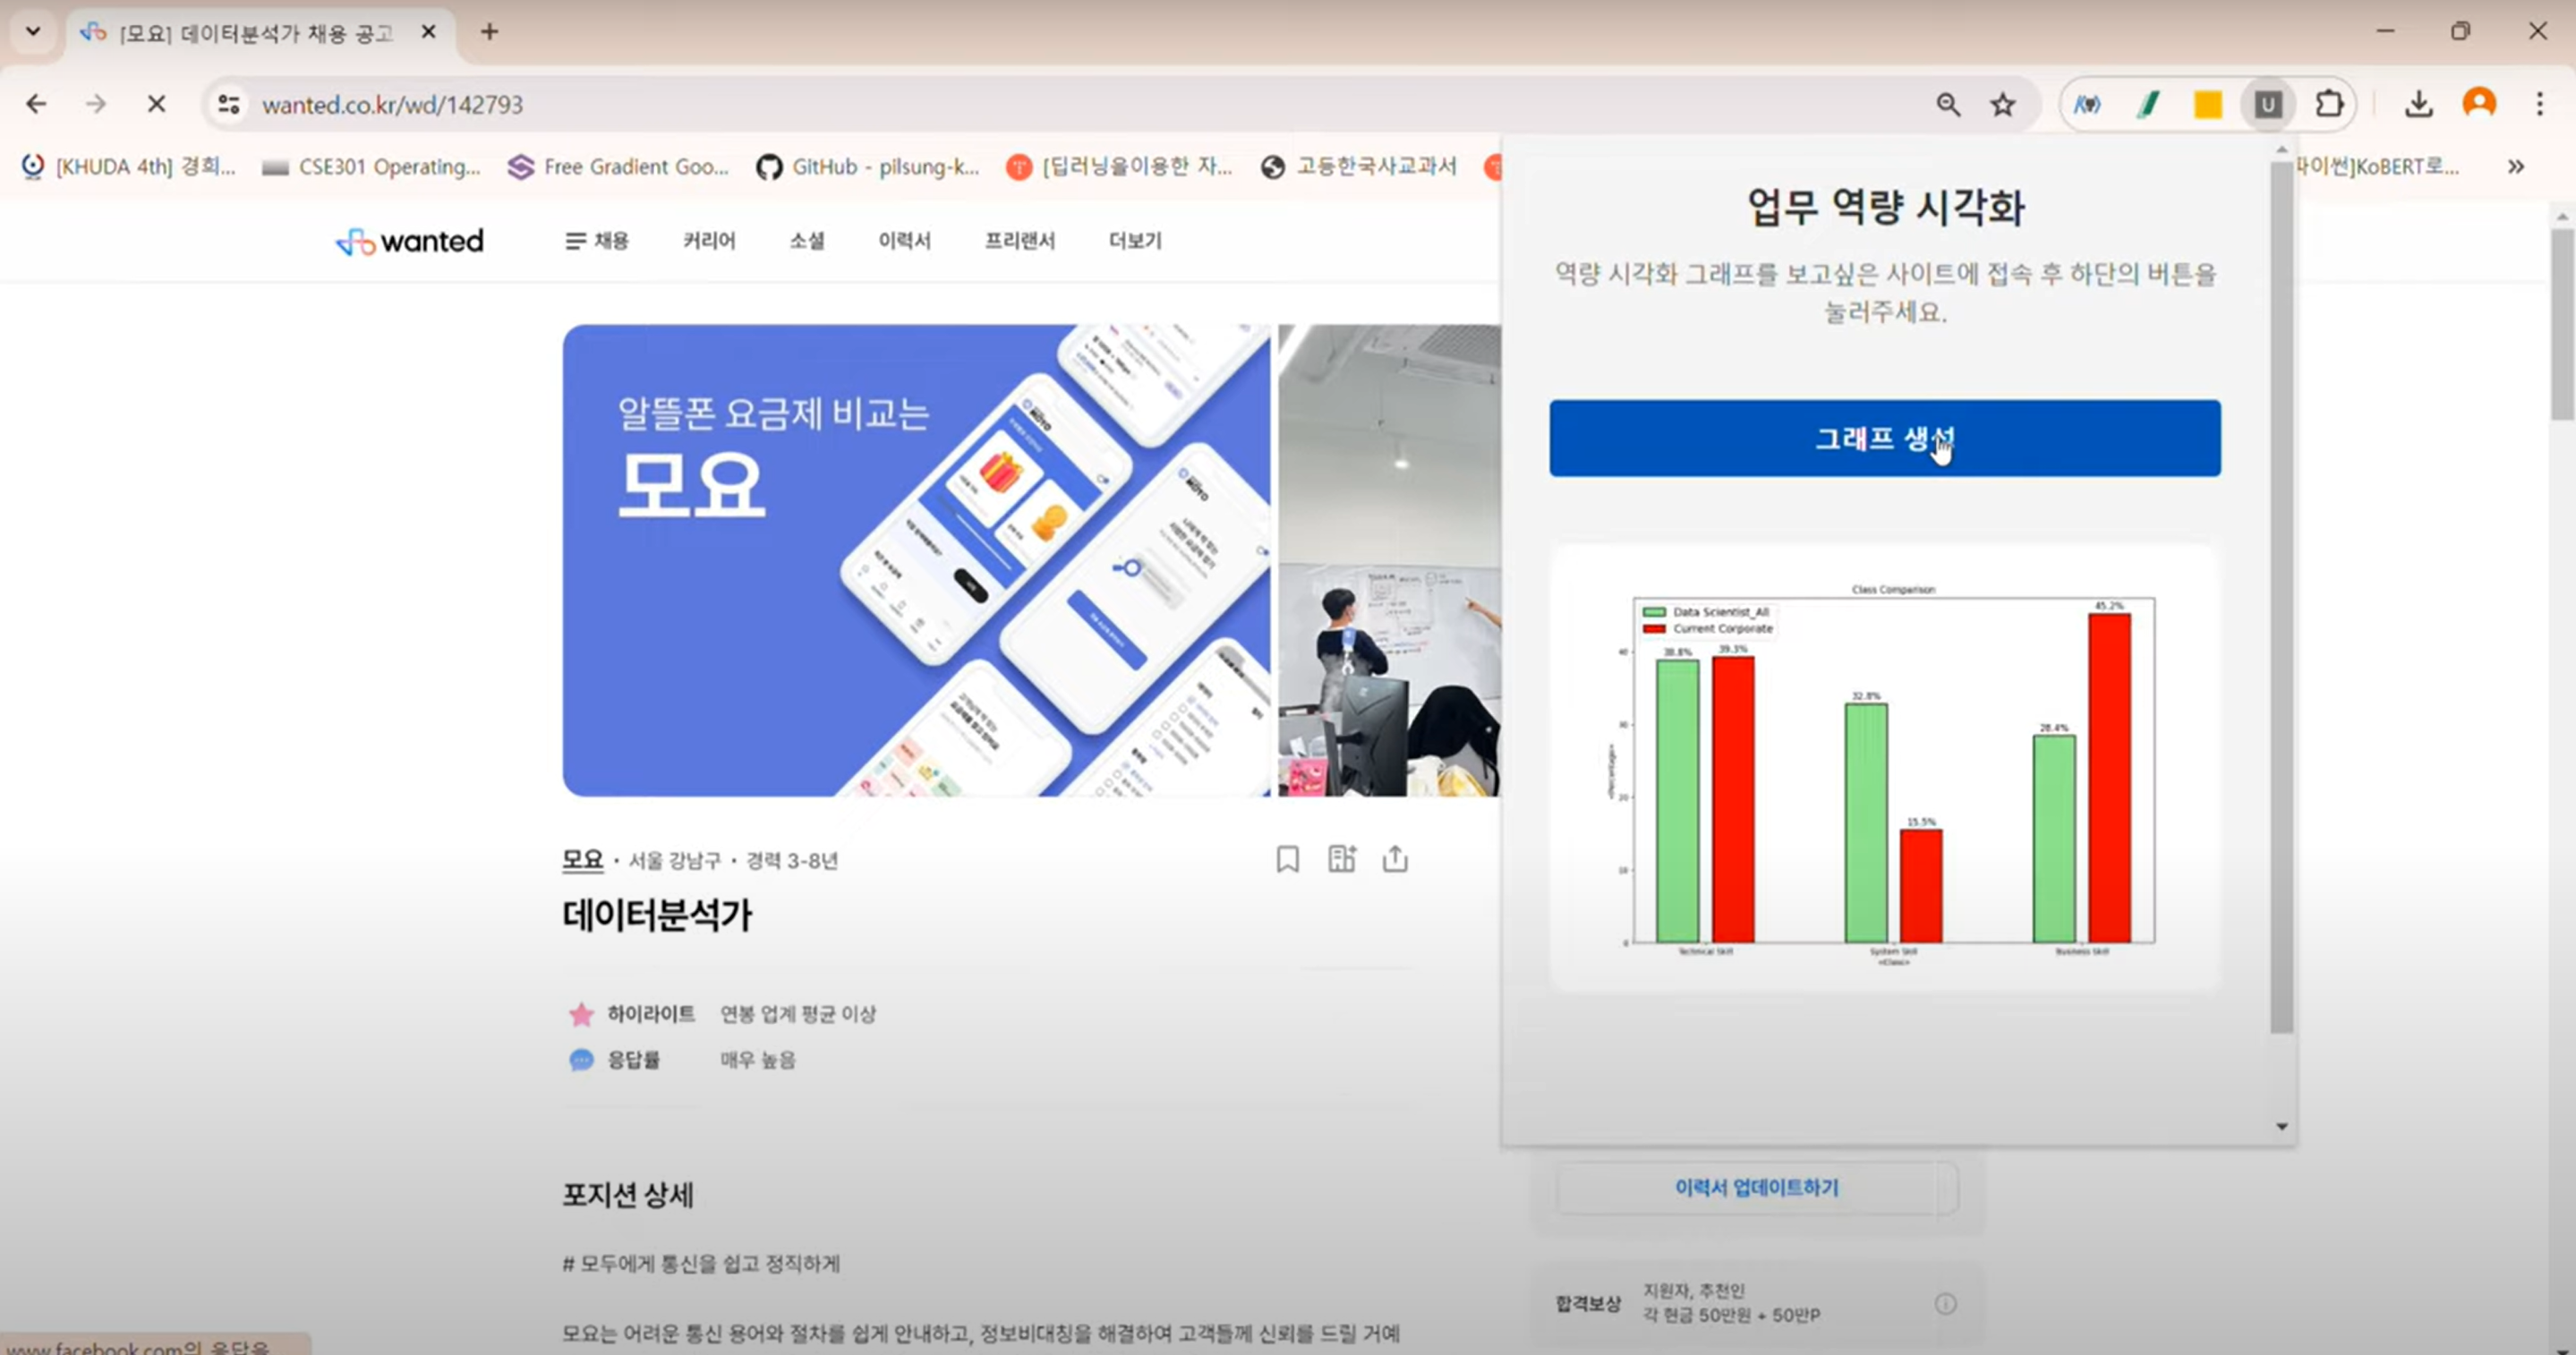 [모요] 데이터분석가 채용 공고
wanted.co.kr/wd/142793
U
[KHUDA 4th] 경희...
CSE301 Operating...
Free Gradient Goo...
GitHub - pilsung-k...
[딥러닝을이용한 자...
고등한국사교과서
파이썬]KoBERT로...
wanted
채용
커리어
소셜
이력서
프리랜서
더보기
업무 역량 시각화
역량 시각화 그래프를 보고싶은 사이트에 접속 후 하단의 버튼을
눌러주세요.
그래프 생성
알뜰폰 요금제 비교는
모요
MOYO
MOYO
Class Comparison
Data Scientist_All
Current Corporate
38.8%
39.3%
32.8%
15.5%
28.4%
45.2%
40
30
20
10
0
<Percentage>
Technical Skill
System Skill
Business Skill
<Class>
모요 · 서울 강남구 · 경력 3-8년
데이터분석가
하이라이트 연봉 업계 평균 이상
응답률 매우 높음
포지션 상세
# 모두에게 통신을 쉽고 정직하게
모요는 어려운 통신 용어와 절차를 쉽게 안내하고, 정보비대칭을 해결하여 고객들께 신뢰를 드릴 거예
이력서 업데이트하기
합격보상
지원자, 추천인
각 현금 50만원 + 50만P
www.facebook.com의 응답을